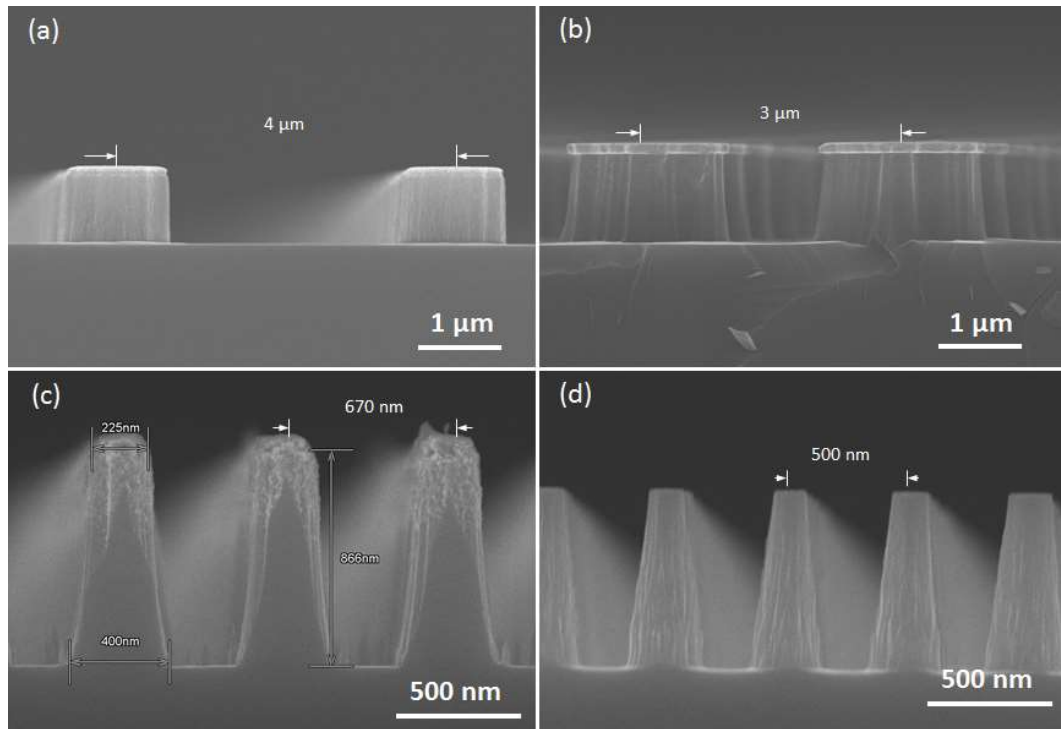 (a)
4 µm
1 µm
(b)
3 µm
1 µm
(c)
670 nm
225nm
866nm
400nm
500 nm
(d)
500 nm
500 nm